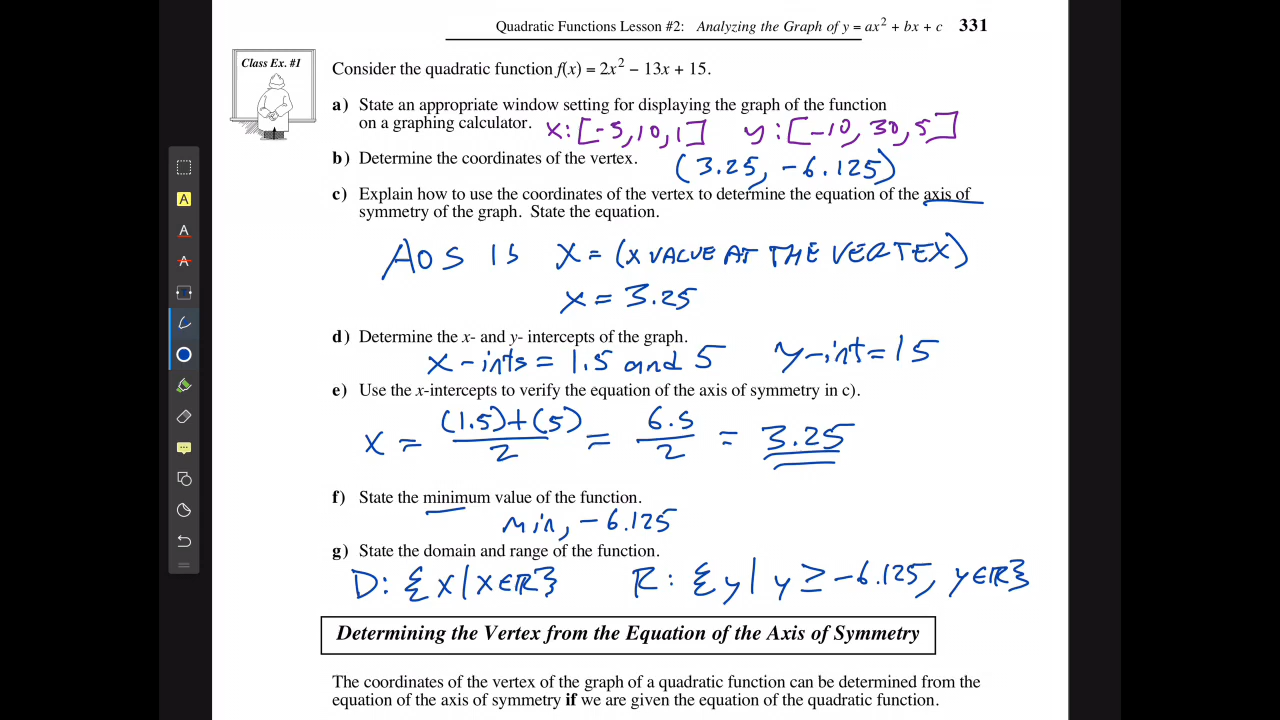 Quadratic Functions Lesson #2: Analyzing the Graph of y = ax² + bx + c 331
Class Ex. #1
Consider the quadratic function f(x) = 2x² − 13x + 15.
a) State an appropriate window setting for displaying the graph of the function
on a graphing calculator. x:[-5,10,1] y:[-10,30,5]
b) Determine the coordinates of the vertex. (3.25, -6.125)
c) Explain how to use the coordinates of the vertex to determine the equation of the axis of
symmetry of the graph. State the equation.
AOS IS X = (X VALUE AT THE VERTEX)
x = 3.25
d) Determine the x- and y- intercepts of the graph.
x-ints = 1.5 and 5 y-int = 15
e) Use the x-intercepts to verify the equation of the axis of symmetry in c).
x = (1.5)+(5)/2 = 6.5/2 = 3.25
f) State the minimum value of the function.
min, -6.125
g) State the domain and range of the function.
D: {x|x∈R} R: {y| y ≥ -6.125, y∈R}
Determining the Vertex from the Equation of the Axis of Symmetry
The coordinates of the vertex of the graph of a quadratic function can be determined from the
equation of the axis of symmetry if we are given the equation of the quadratic function.
A
A
A